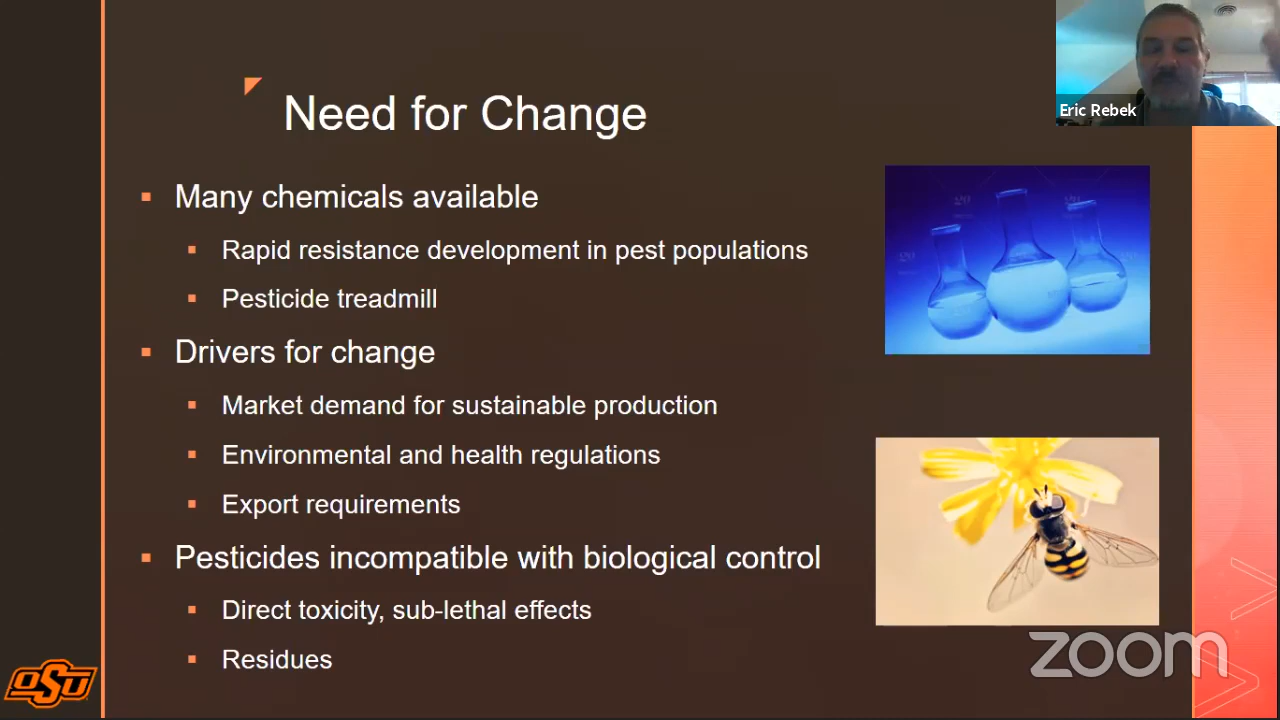 Eric Rebek
Need for Change
Many chemicals available
Rapid resistance development in pest populations
Pesticide treadmill
Drivers for change
Market demand for sustainable production
Environmental and health regulations
Export requirements
Pesticides incompatible with biological control
Direct toxicity, sub-lethal effects
Residues
OSU
zoom